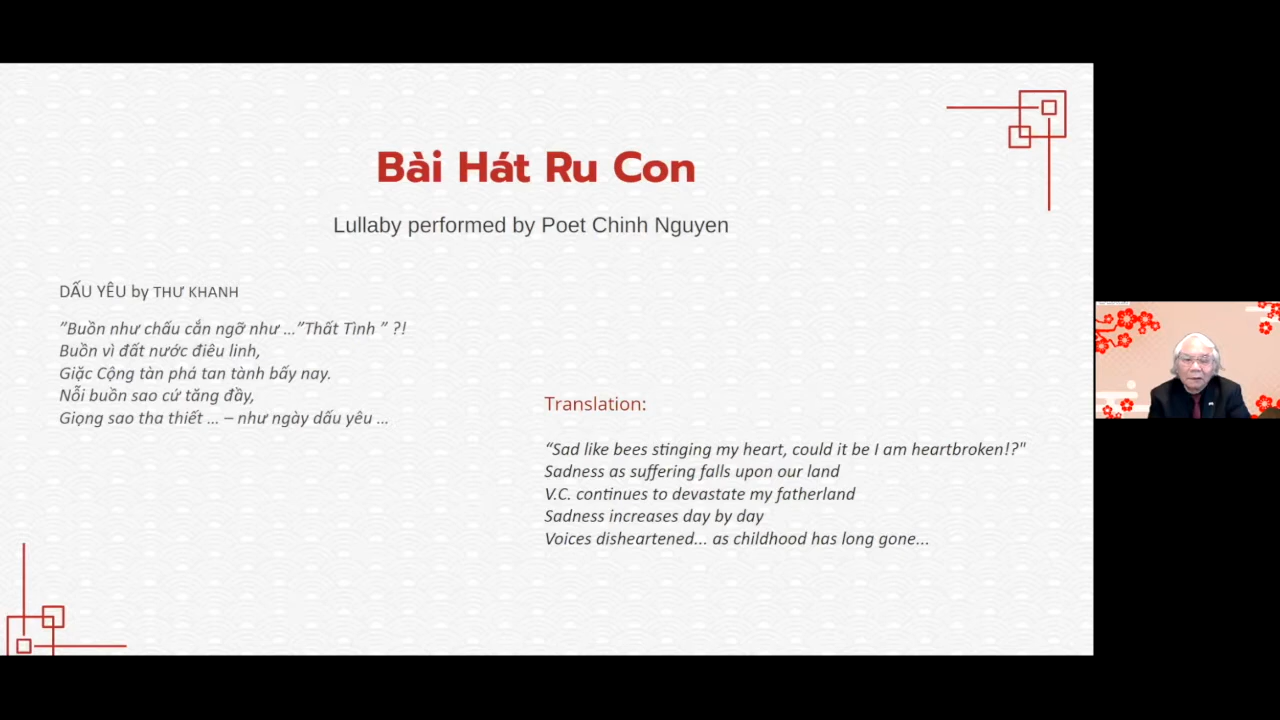 Bài Hát Ru Con
Lullaby performed by Poet Chinh Nguyen
DẤU YÊU by THƯ KHANH
”Buồn như chấu cắn ngỡ như ...”Thất Tình ” ?!
Buồn vì đất nước điêu linh,
Giặc Cộng tàn phá tan tành bấy nay.
Nỗi buồn sao cứ tăng đầy,
Giọng sao tha thiết ... – như ngày dấu yêu ...
Translation:
“Sad like bees stinging my heart, could it be I am heartbroken!?"
Sadness as suffering falls upon our land
V.C. continues to devastate my fatherland
Sadness increases day by day
Voices disheartened... as childhood has long gone...